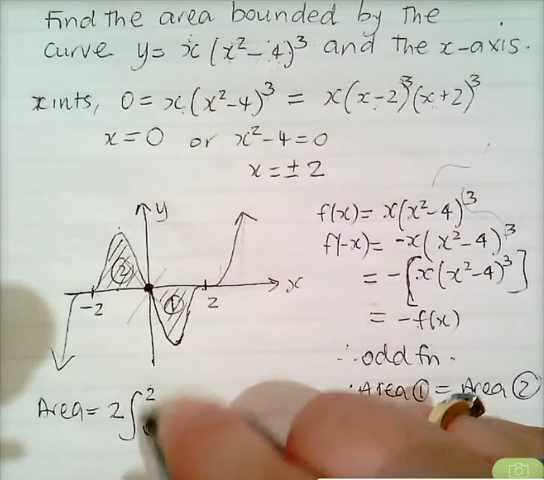 Find the area bounded by the
curve y = x(x²-4)³ and the x-axis.
x ints, 0 = x(x²-4)³ = x(x-2)³(x+2)³
x = 0 or x²-4=0
x = ±2
y
f(x) = x(x²-4)³
f(-x) = -x(x²-4)³
= -[x(x²-4)³]
= -f(x)
∴ odd fn.
∴ Area ① = Area ②
②
①
-2
2
x
Area = 2∫²